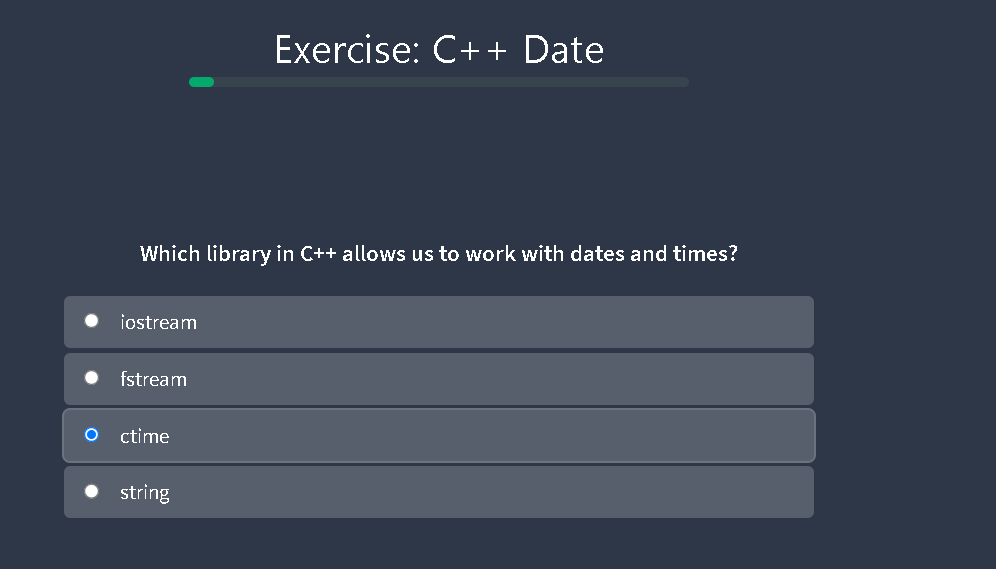 Exercise: C++ Date
Which library in C++ allows us to work with dates and times?
iostream
fstream
ctime
string